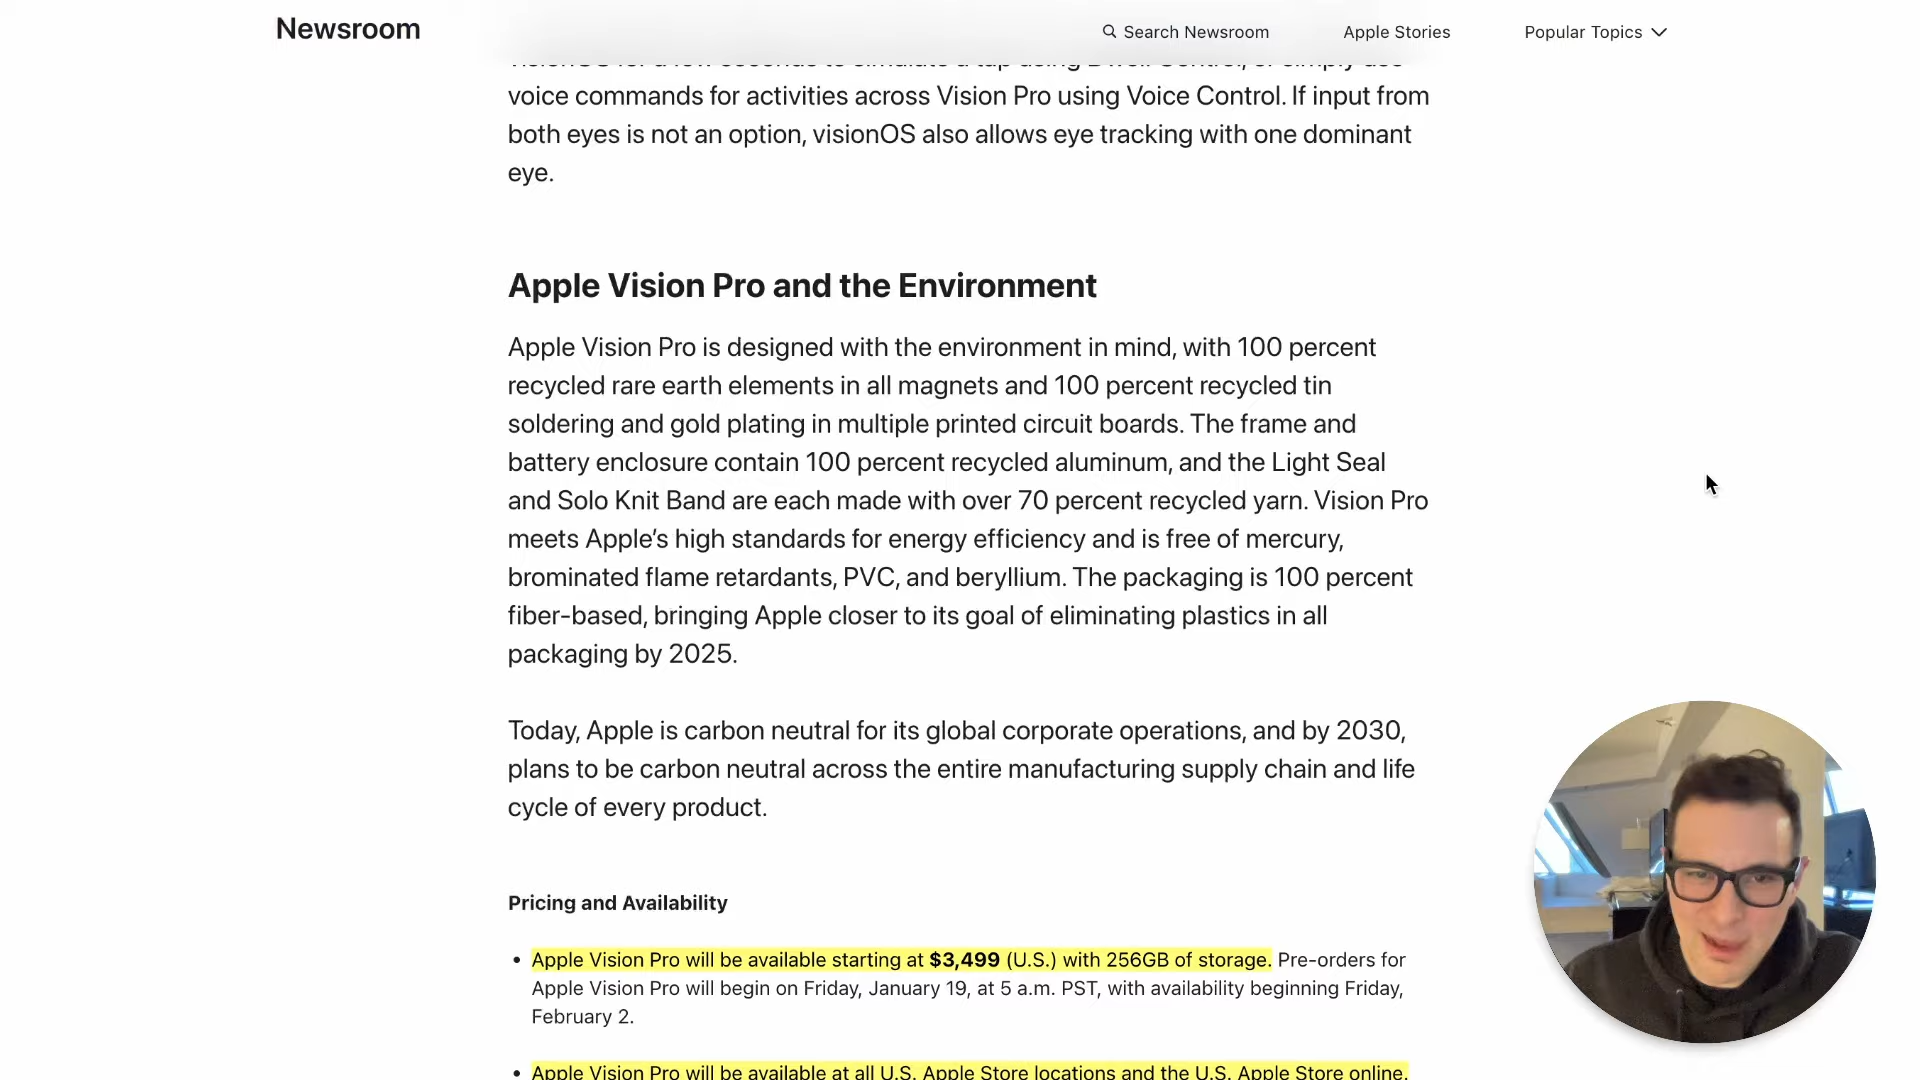 Newsroom
Search Newsroom
Apple Stories
Popular Topics
voice commands for activities across Vision Pro using Voice Control. If input from
both eyes is not an option, visionOS also allows eye tracking with one dominant
eye.
Apple Vision Pro and the Environment
Apple Vision Pro is designed with the environment in mind, with 100 percent
recycled rare earth elements in all magnets and 100 percent recycled tin
soldering and gold plating in multiple printed circuit boards. The frame and
battery enclosure contain 100 percent recycled aluminum, and the Light Seal
and Solo Knit Band are each made with over 70 percent recycled yarn. Vision Pro
meets Apple’s high standards for energy efficiency and is free of mercury,
brominated flame retardants, PVC, and beryllium. The packaging is 100 percent
fiber-based, bringing Apple closer to its goal of eliminating plastics in all
packaging by 2025.
Today, Apple is carbon neutral for its global corporate operations, and by 2030,
plans to be carbon neutral across the entire manufacturing supply chain and life
cycle of every product.
Pricing and Availability
• Apple Vision Pro will be available starting at $3,499 (U.S.) with 256GB of storage. Pre-orders for
Apple Vision Pro will begin on Friday, January 19, at 5 a.m. PST, with availability beginning Friday,
February 2.
• Apple Vision Pro will be available at all U.S. Apple Store locations and the U.S. Apple Store online.